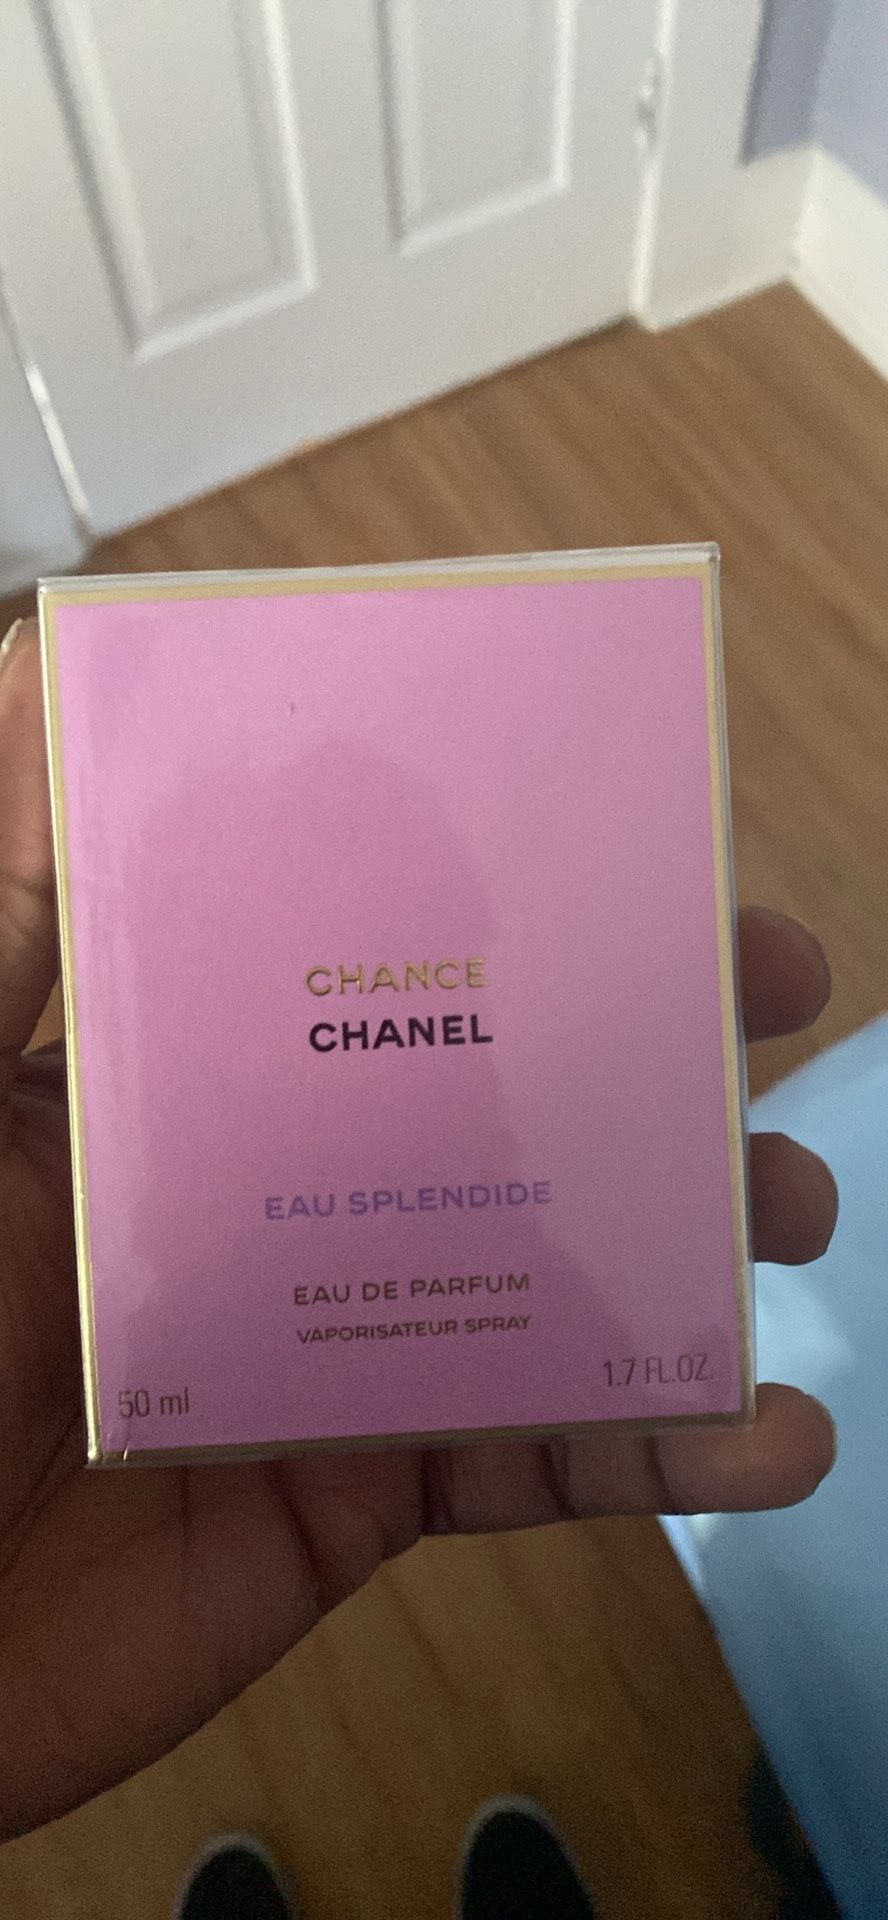 CHANCE
CHANEL
EAU SPLENDIDE
EAU DE PARFUM
VAPORISATEUR SPRAY
50 ml
1.7 FL.OZ.